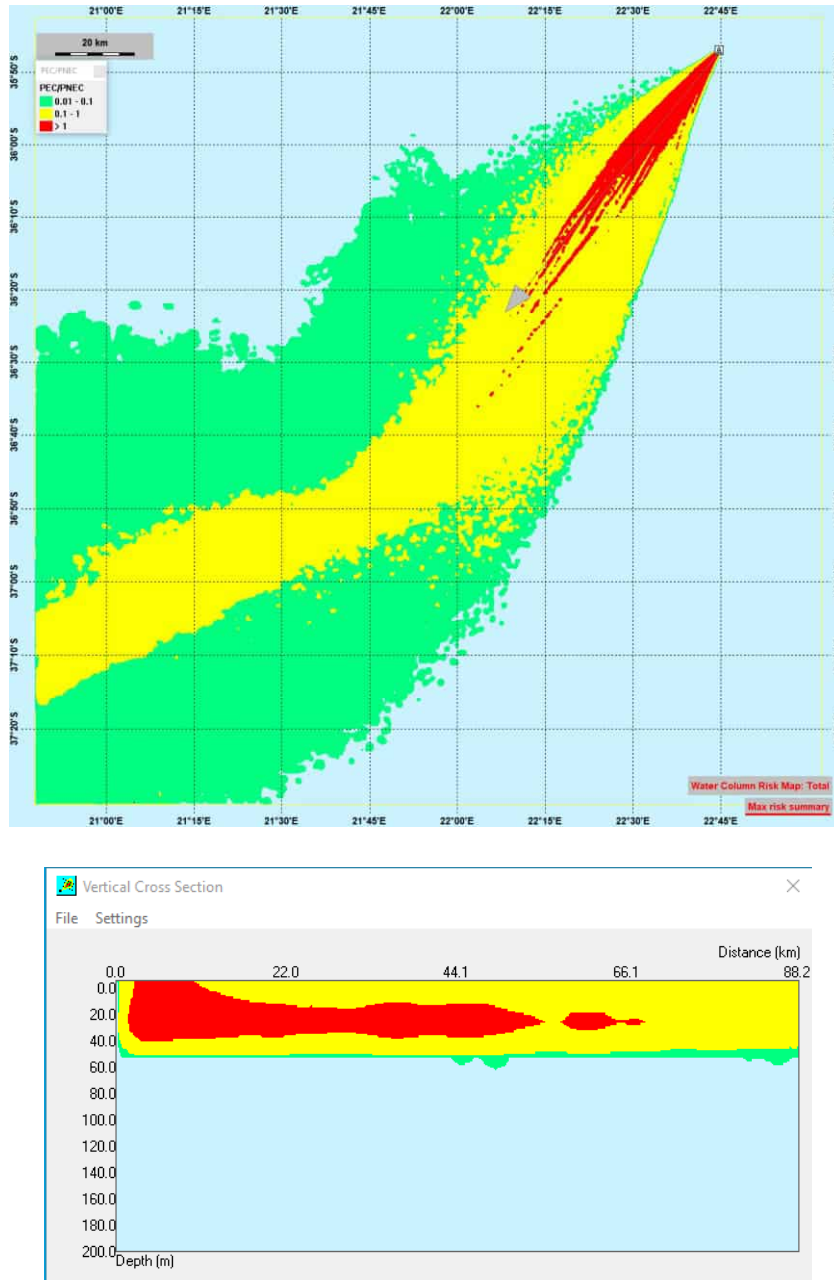 21°00'E 21°15'E 21°30'E 21°45'E 22°00'E 22°15'E 22°30'E 22°45'E
20 km
PEC/PNEC
PEC/PNEC
0.01 - 0.1
0.1 - 1
> 1
A
35°50'S
36°00'S
36°10'S
36°20'S
36°30'S
36°40'S
36°50'S
37°00'S
37°10'S
37°20'S
Water Column Risk Map: Total
Max risk summary
21°00'E 21°15'E 21°30'E 21°45'E 22°00'E 22°15'E 22°30'E 22°45'E
Vertical Cross Section
File Settings
Distance (km)
0.0 22.0 44.1 66.1 88.2
0.0
20.0
40.0
60.0
80.0
100.0
120.0
140.0
160.0
180.0
200.0
Depth (m)